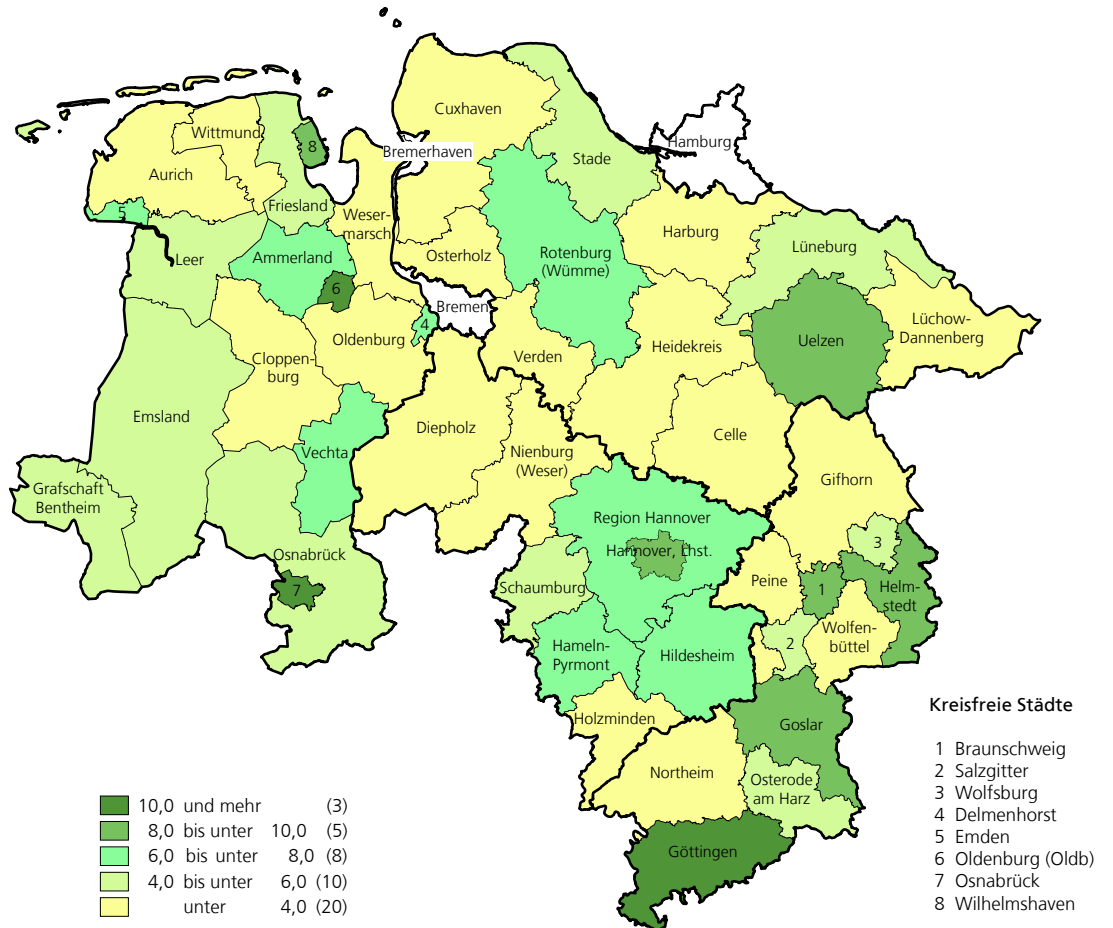 Cuxhaven
Wittmund
8
Bremerhaven
Hamburg
Stade
Aurich
5
Friesland
Weser-
marsch
Harburg
Lüneburg
Leer
Ammerland
Osterholz
Rotenburg
(Wümme)
6
Bremen
4
Oldenburg
Lüchow-
Dannenberg
Uelzen
Verden
Heidekreis
Cloppen-
burg
Emsland
Diepholz
Celle
Vechta
Nienburg
(Weser)
Gifhorn
Grafschaft
Bentheim
Region Hannover
3
Hannover, Lhst.
Osnabrück
7
Schaumburg
Peine
1
Helm-
stedt
Wolfen-
büttel
2
Hameln-
Pyrmont
Hildesheim
Holzminden
Goslar
Northeim
Osterode
am Harz
Göttingen
10,0 und mehr (3)
8,0 bis unter 10,0 (5)
6,0 bis unter 8,0 (8)
4,0 bis unter 6,0 (10)
unter 4,0 (20)
Kreisfreie Städte
1 Braunschweig
2 Salzgitter
3 Wolfsburg
4 Delmenhorst
5 Emden
6 Oldenburg (Oldb)
7 Osnabrück
8 Wilhelmshaven